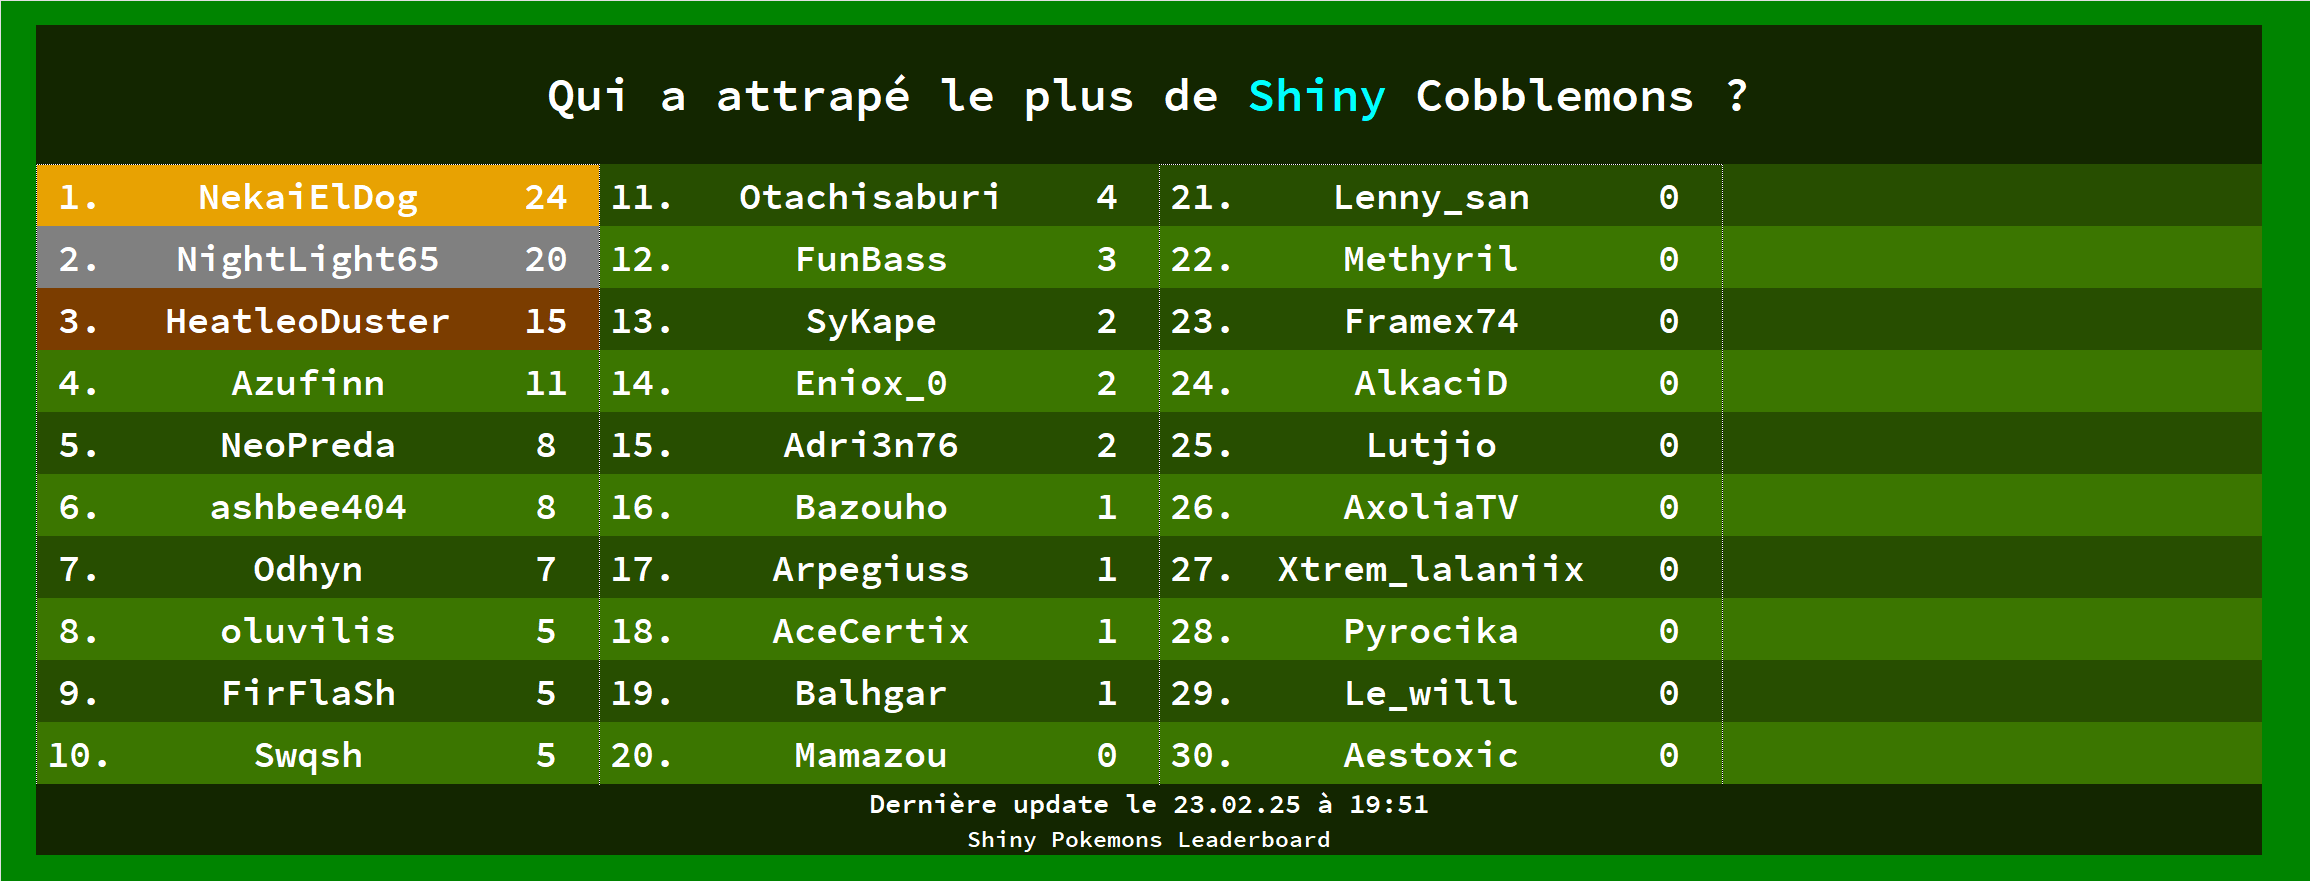 Qui a attrapé le plus de Shiny Cobblemons ?
1. NekaiElDog 24
2. NightLight65 20
3. HeatleoDuster 15
4. Azufinn 11
5. NeoPreda 8
6. ashbee404 8
7. Odhyn 7
8. oluvilis 5
9. FirFlaSh 5
10. Swqsh 5
11. Otachisaburi 4
12. FunBass 3
13. SyKape 2
14. Eniox_0 2
15. Adri3n76 2
16. Bazouho 1
17. Arpegiuss 1
18. AceCertix 1
19. Balhgar 1
20. Mamazou 0
21. Lenny_san 0
22. Methyril 0
23. Framex74 0
24. AlkaciD 0
25. Lutjio 0
26. AxoliaTV 0
27. Xtrem_lalaniix 0
28. Pyrocika 0
29. Le_willl 0
30. Aestoxic 0
Dernière update le 23.02.25 à 19:51
Shiny Pokemons Leaderboard